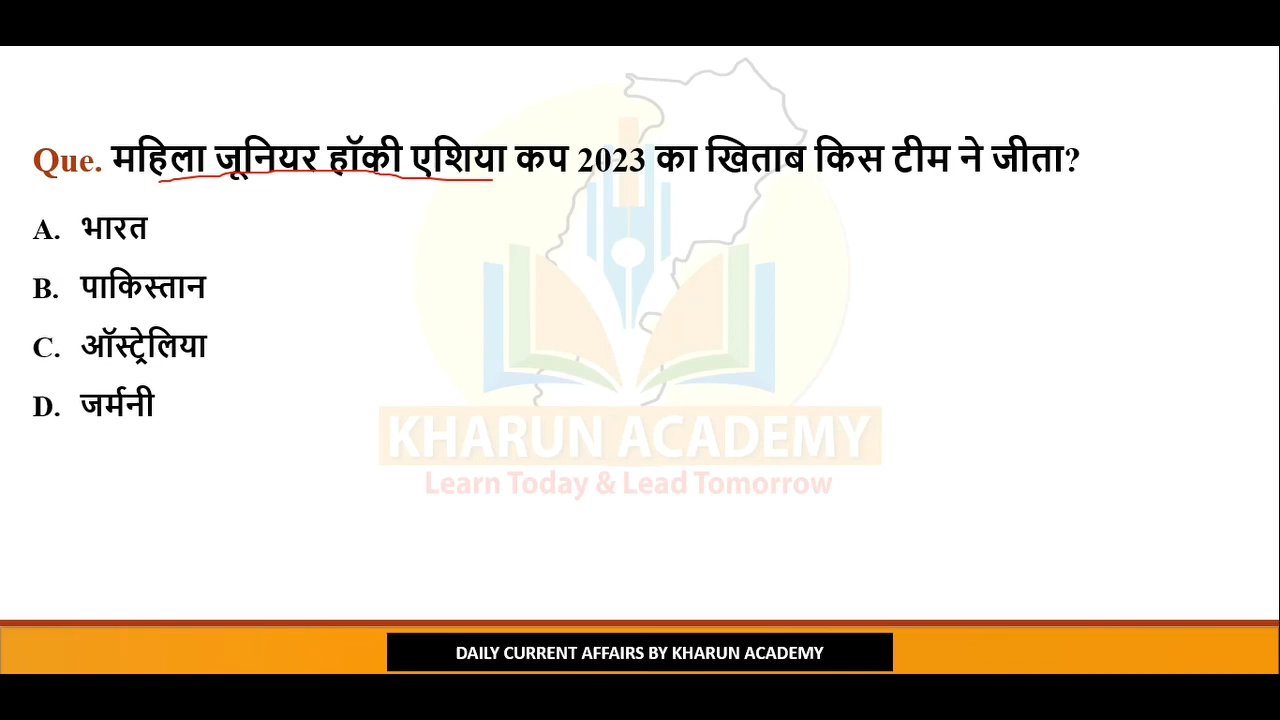 Que. महिला जूनियर हॉकी एशिया कप 2023 का खिताब किस टीम ने जीता?
A. भारत
B. पाकिस्तान
C. ऑस्ट्रेलिया
D. जर्मनी
KHARUN ACADEMY
Learn Today & Lead Tomorrow
DAILY CURRENT AFFAIRS BY KHARUN ACADEMY